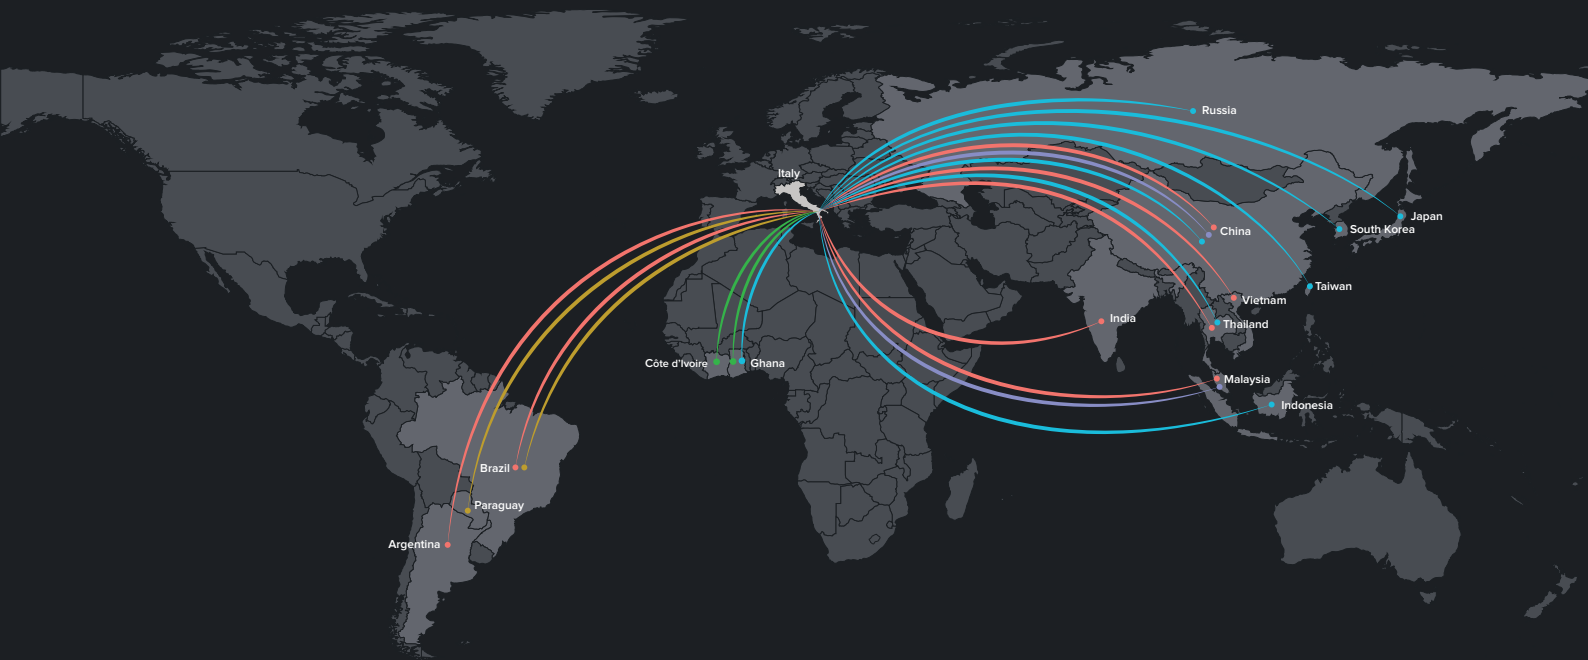 Russia
Italy
Japan
South Korea
China
Taiwan
Vietnam
India
Thailand
Côte d'Ivoire
Ghana
Malaysia
Indonesia
Brazil
Paraguay
Argentina